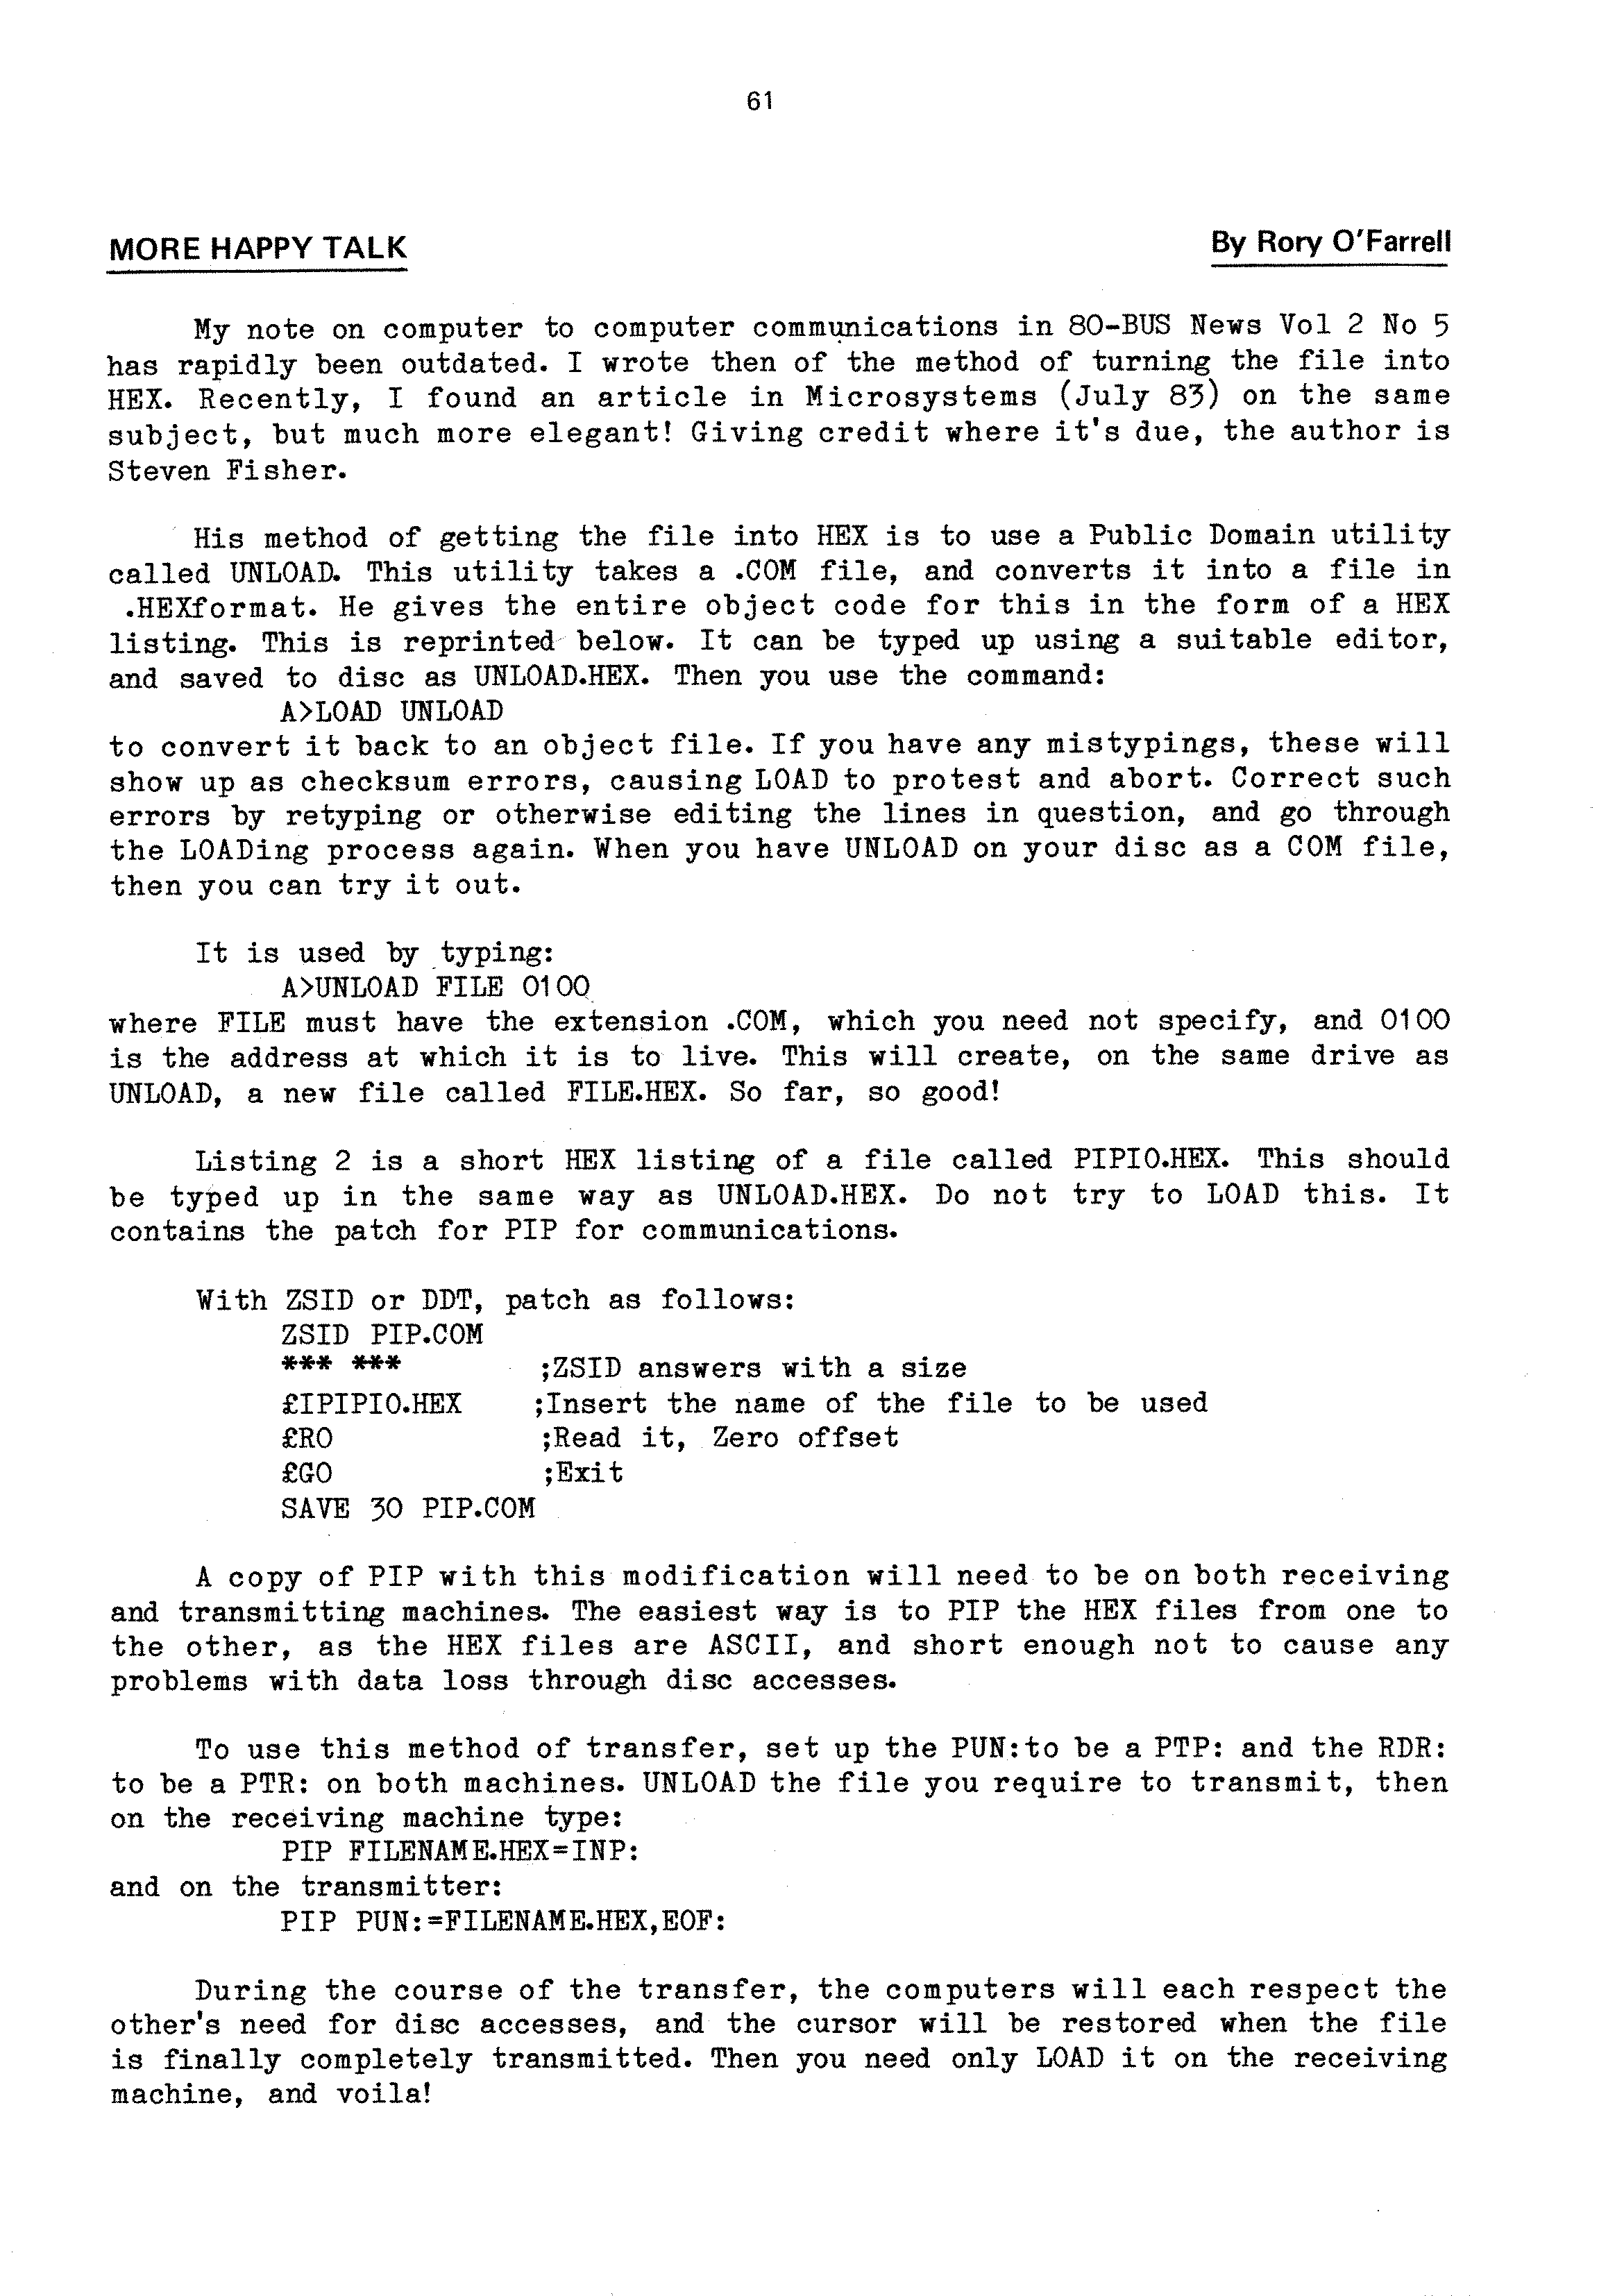 61
MORE HAPPY TALK
By Rory O'Farrell
My note on computer to computer communications in 80-BUS News Vol 2 No 5
has rapidly been outdated. I wrote then of the method of turning the file into
HEX. Recently, I found an article in Microsystems (July 83) on the same
subject, but much more elegant! Giving credit where it's due, the author is
Steven Fisher.
His method of getting the file into HEX is to use a Public Domain utility
called UNLOAD. This utility takes a .COM file, and converts it into a file in
.HEXformat. He gives the entire object code for this in the form of a HEX
listing. This is reprinted below. It can be typed up using a suitable editor,
and saved to disc as UNLOAD.HEX. Then you use the command:
A>LOAD UNLOAD
to convert it back to an object file. If you have any mistypings, these will
show up as checksum errors, causing LOAD to protest and abort. Correct such
errors by retyping or otherwise editing the lines in question, and go through
the LOADing process again. When you have UNLOAD on your disc as a COM file,
then you can try it out.
It is used by typing:
A>UNLOAD FILE 0100
where FILE must have the extension .COM, which you need not specify, and 0100
is the address at which it is to live. This will create, on the same drive as
UNLOAD, a new file called FILE.HEX. So far, so good!
Listing 2 is a short HEX listing of a file called PIPIO.HEX. This should
be typed up in the same way as UNLOAD.HEX. Do not try to LOAD this. It
contains the patch for PIP for communications.
With ZSID or DDT, patch as follows:
ZSID PIP.COM
*** *** ;ZSID answers with a size
£IPIPIO.HEX ;Insert the name of the file to be used
£R0 ;Read it, Zero offset
£G0 ;Exit
SAVE 30 PIP.COM
A copy of PIP with this modification will need to be on both receiving
and transmitting machines. The easiest way is to PIP the HEX files from one to
the other, as the HEX files are ASCII, and short enough not to cause any
problems with data loss through disc accesses.
To use this method of transfer, set up the PUN:to be a PTP: and the RDR:
to be a PTR: on both machines. UNLOAD the file you require to transmit, then
on the receiving machine type:
PIP FILENAME.HEX=INP:
and on the transmitter:
PIP PUN:=FILENAME.HEX,EOF:
During the course of the transfer, the computers will each respect the
other's need for disc accesses, and the cursor will be restored when the file
is finally completely transmitted. Then you need only LOAD it on the receiving
machine, and voila!